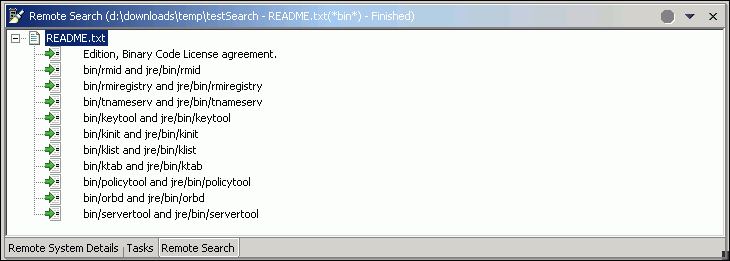 Remote Search (d:\downloads\temp\testSearch - README.txt(*bin*) - Finished)
README.txt
Edition, Binary Code License agreement.
bin/rmid and jre/bin/rmid
bin/rmiregistry and jre/bin/rmiregistry
bin/tnameserv and jre/bin/tnameserv
bin/keytool and jre/bin/keytool
bin/kinit and jre/bin/kinit
bin/klist and jre/bin/klist
bin/ktab and jre/bin/ktab
bin/policytool and jre/bin/policytool
bin/orbd and jre/bin/orbd
bin/servertool and jre/bin/servertool
Remote System Details Tasks Remote Search